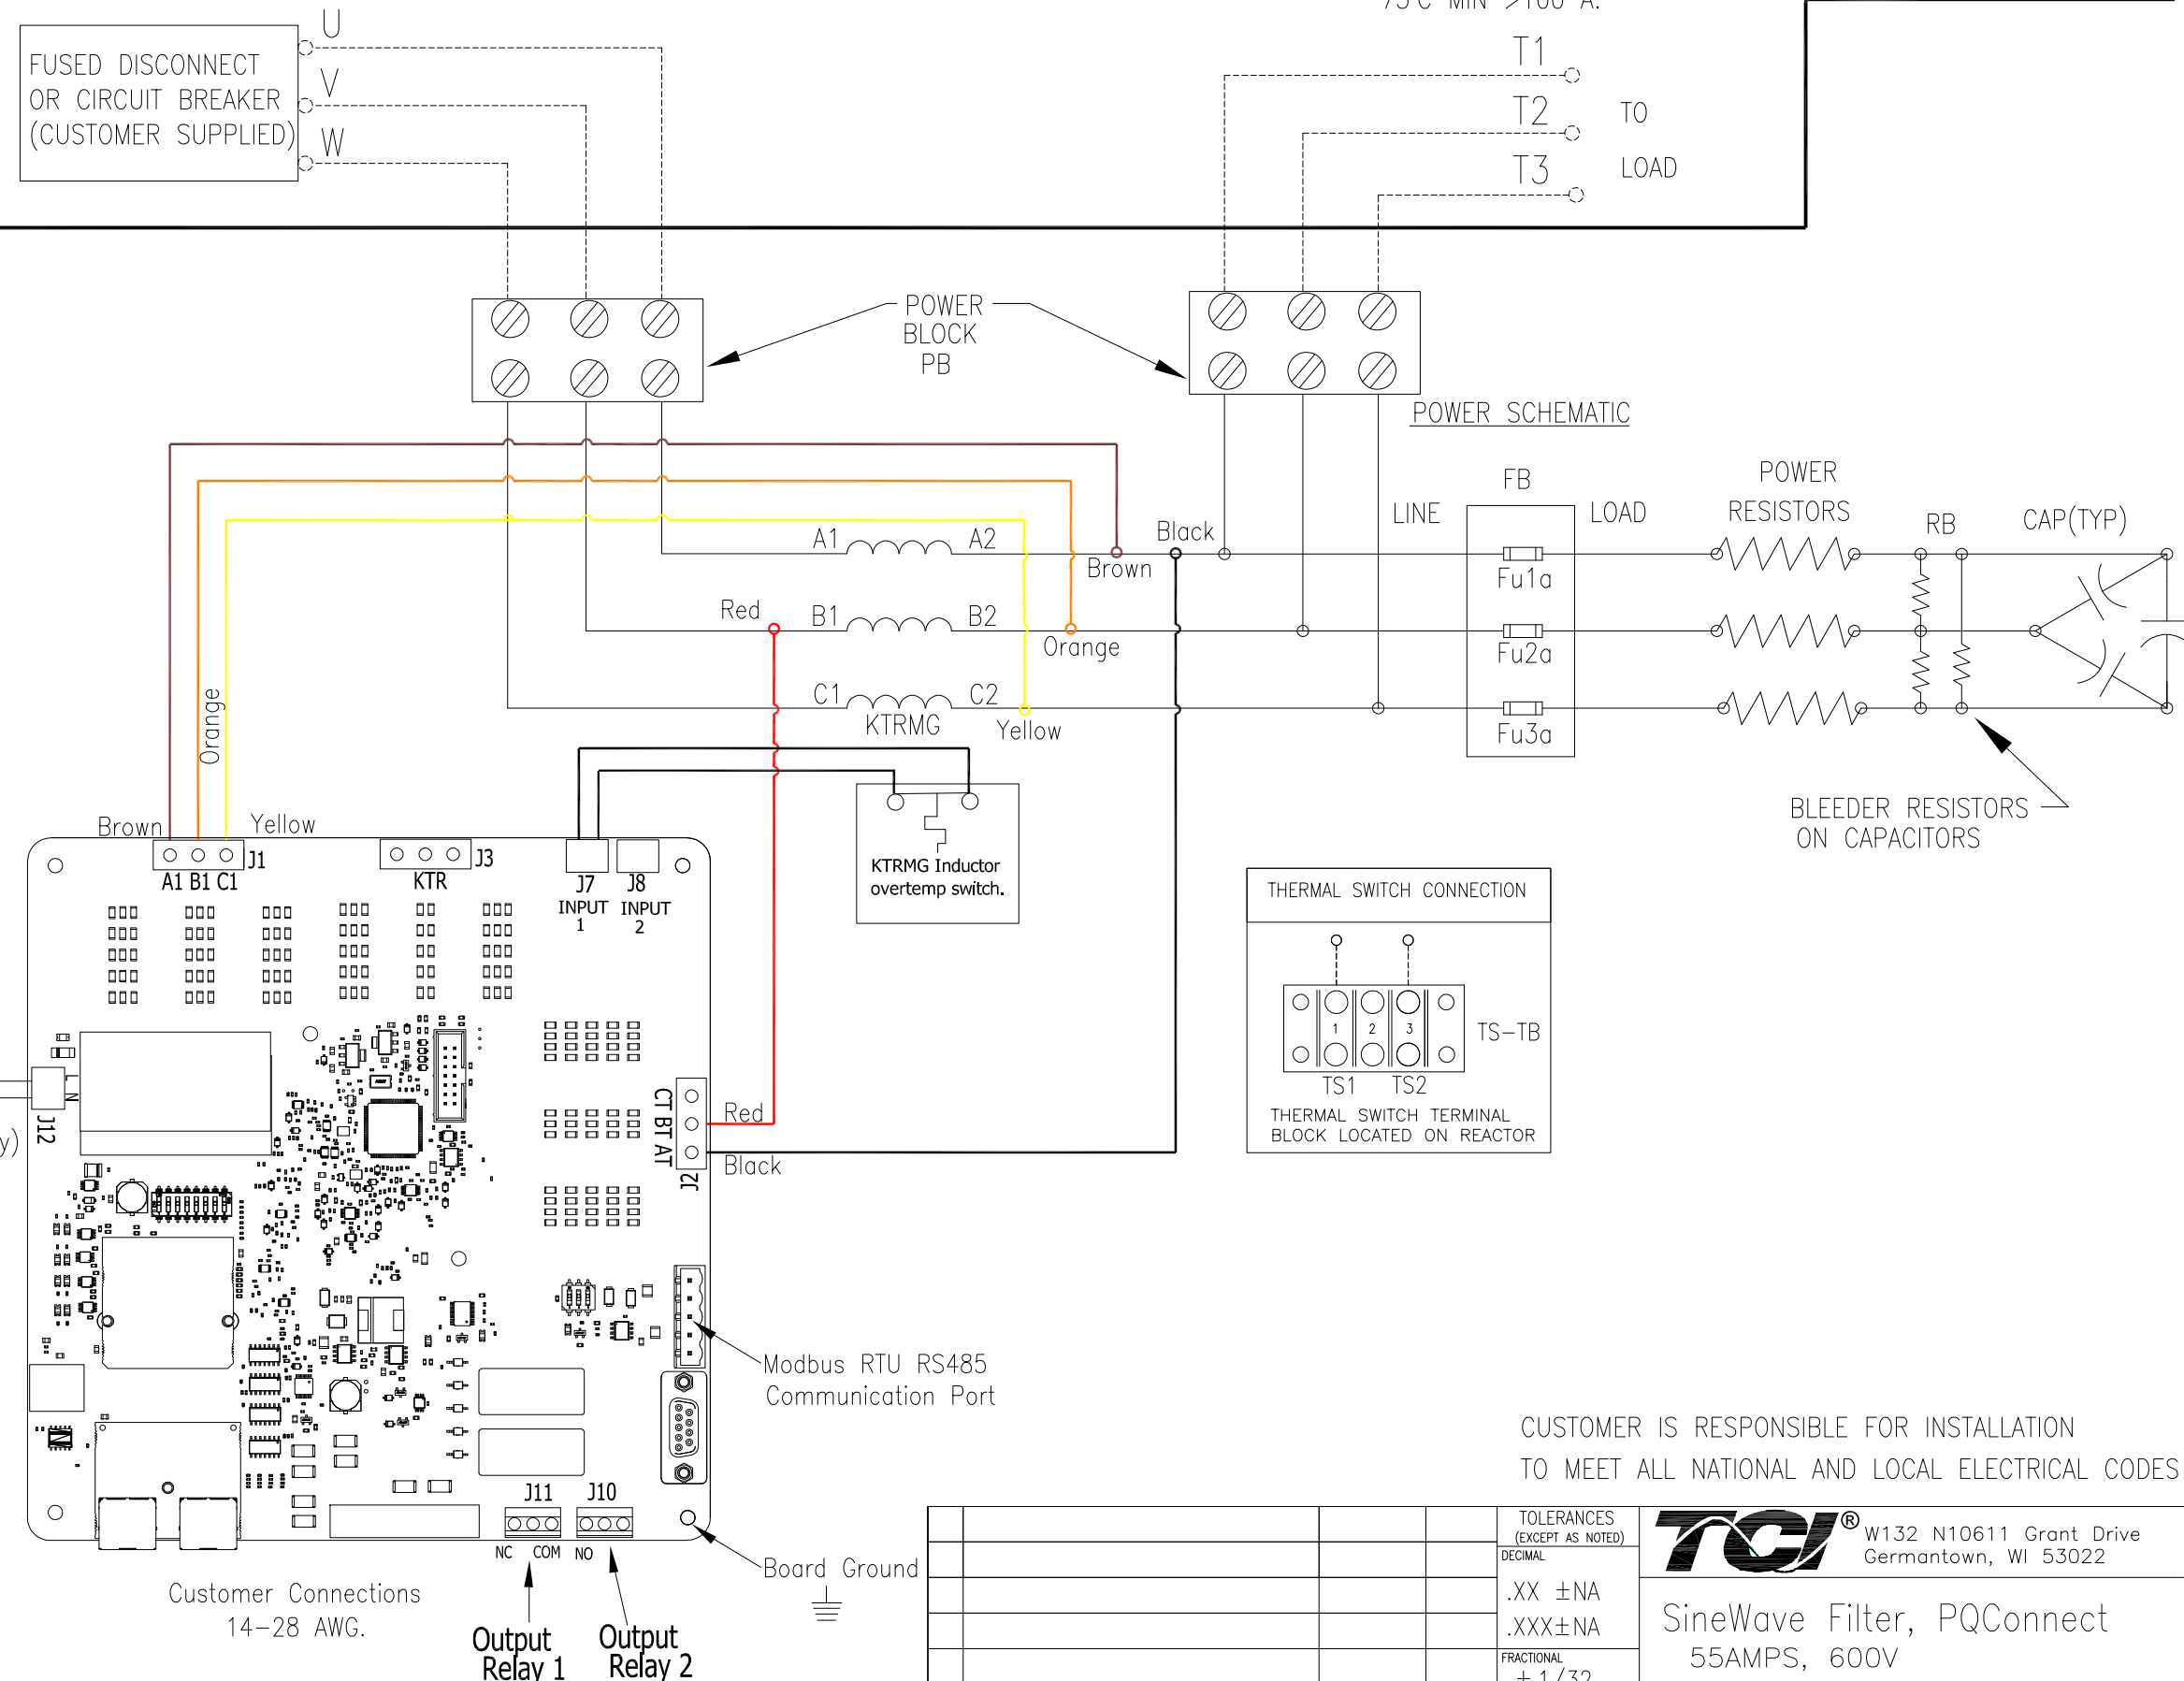 75°C MIN >100 A.
U
FUSED DISCONNECT
OR CIRCUIT BREAKER
(CUSTOMER SUPPLIED)
V
W
T1
T2
TO
T3
LOAD
POWER
BLOCK
PB
POWER SCHEMATIC
FB
POWER
RESISTORS
LINE
LOAD
RB
CAP(TYP)
A1
A2
Black
Brown
Fu1a
Red
B1
B2
Orange
Fu2a
C1
C2
KTRMG
Yellow
Fu3a
Orange
BLEEDER RESISTORS
ON CAPACITORS
Brown
Yellow
J1
A1 B1 C1
J3
KTR
J7
INPUT
1
J8
INPUT
2
KTRMG Inductor
overtemp switch.
THERMAL SWITCH CONNECTION
1 2 3
TS-TB
TS1
TS2
THERMAL SWITCH TERMINAL
BLOCK LOCATED ON REACTOR
L
N
J12
y)
CT BT AT
J2
Red
Black
Modbus RTU RS485
Communication Port
CUSTOMER IS RESPONSIBLE FOR INSTALLATION
TO MEET ALL NATIONAL AND LOCAL ELECTRICAL CODES
J11
J10
NC COM NO
Board Ground
Customer Connections
14-28 AWG.
Output
Relay 1
Output
Relay 2
TOLERANCES
(EXCEPT AS NOTED)
DECIMAL
.XX ±NA
.XXX±NA
FRACTIONAL
± 1/32
TCI®
W132 N10611 Grant Drive
Germantown, WI 53022
SineWave Filter, PQConnect
55AMPS, 600V